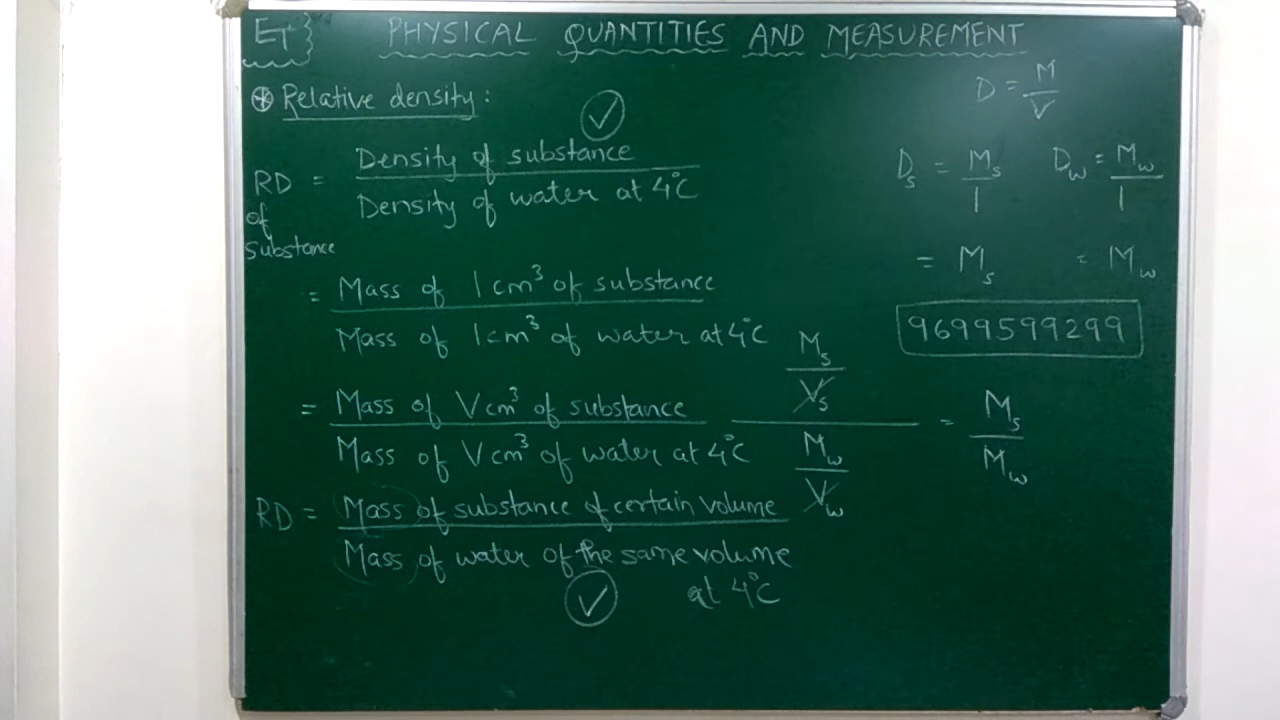 ET} PHYSICAL QUANTITIES AND MEASUREMENT
⊛ Relative density:
✓
RD of Substance = Density of substance
Density of water at 4°C
= Mass of 1cm³ of substance
Mass of 1cm³ of water at 4°C
= Mass of Vcm³ of substance
Mass of Vcm³ of water at 4°C
RD = Mass of substance of certain volume
Mass of water of the same volume
at 4°C
✓
D = M
V
Ds = Ms Dw = Mw
1 1
= Ms = Mw
9699599299
Ms
Vs
Mw
Vw
= Ms
Mw